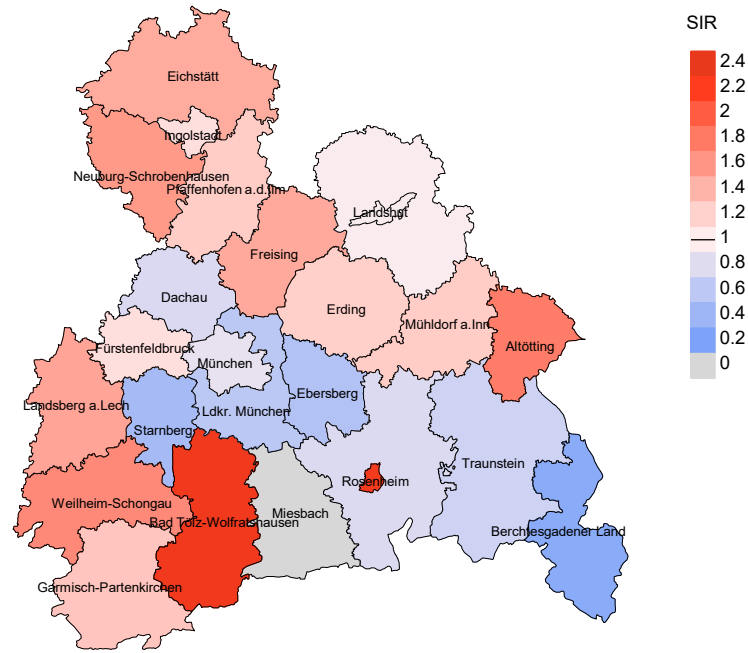 SIR
2.4
2.2
2
1.8
1.6
1.4
1.2
1
0.8
0.6
0.4
0.2
0
Eichstätt
Ingolstadt
Neuburg-Schrobenhausen
Pfaffenhofen a.d.Ilm
Landshut
Freising
Dachau
Erding
Mühldorf a.Inn
Altötting
Fürstenfeldbruck
München
Ebersberg
Landsberg a.Lech
Ldkr. München
Starnberg
Traunstein
Rosenheim
Weilheim-Schongau
Miesbach
Bad Tölz-Wolfratshausen
Berchtesgadener Land
Garmisch-Partenkirchen